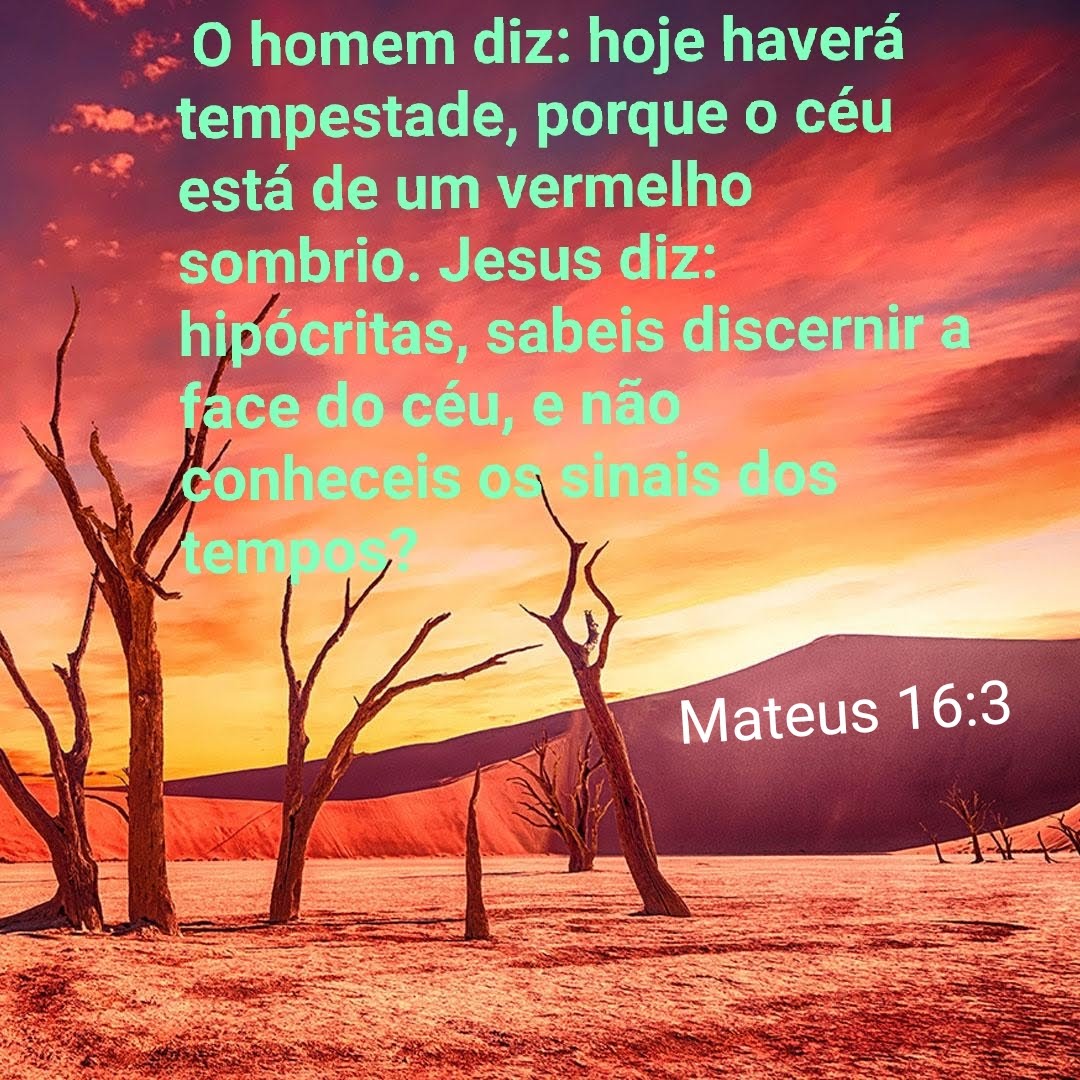 O homem diz: hoje haverá
tempestade, porque o céu
está de um vermelho
sombrio. Jesus diz:
hipócritas, sabeis discernir a
face do céu, e não
conheceis os sinais dos
tempos?
Mateus 16:3